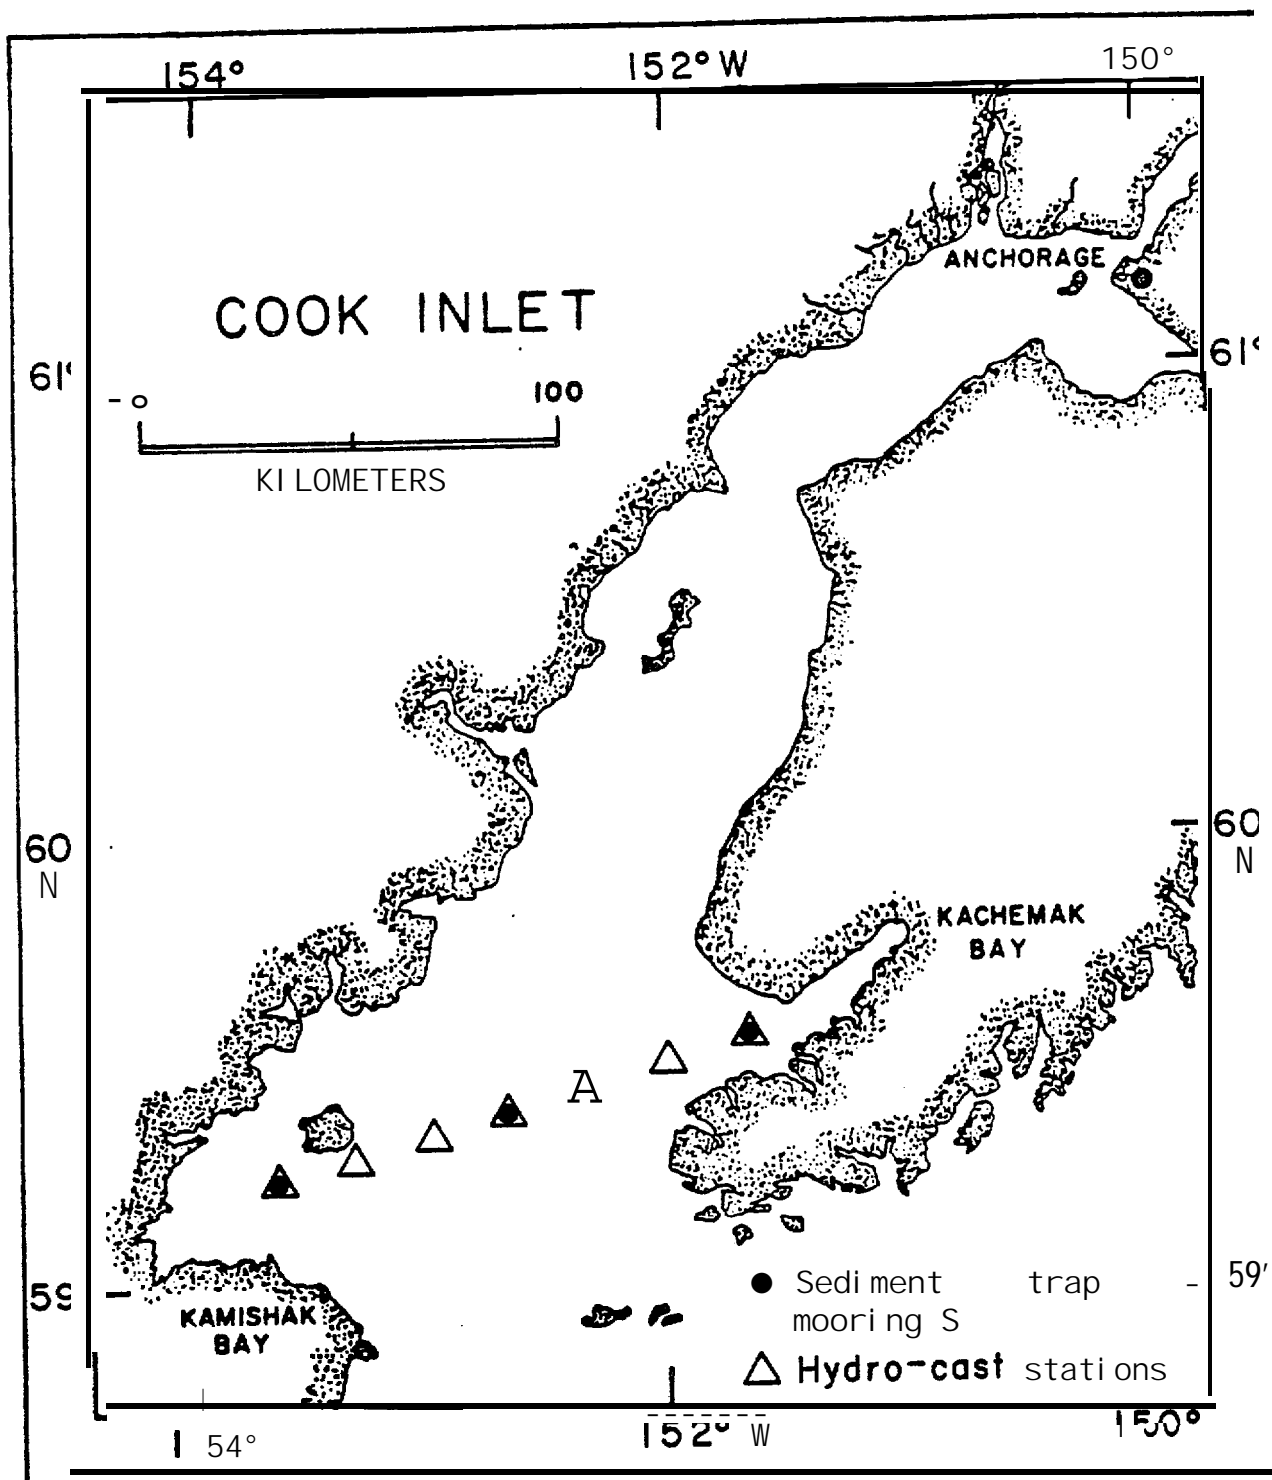 154° 152° W 150°
ANCHORAGE
COOK INLET
61° 61°
- 0 100
KILOMETERS
60 60
N N
KACHEMAK
BAY
A
59 59'
Sediment trap
mooring S
KAMISHAK
BAY
Hydro-cast stations
154° 152° W 150°